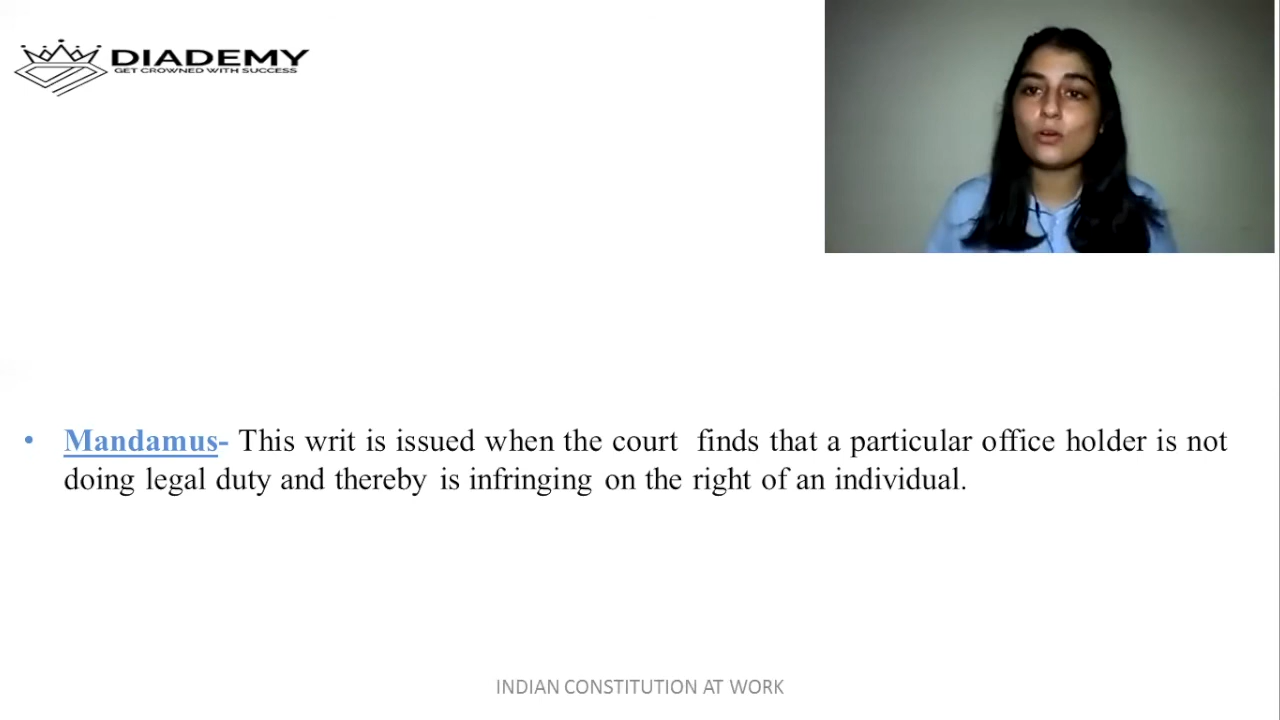 DIADEMY
GET CROWNED WITH SUCCESS
• Mandamus- This writ is issued when the court finds that a particular office holder is not
doing legal duty and thereby is infringing on the right of an individual.
INDIAN CONSTITUTION AT WORK